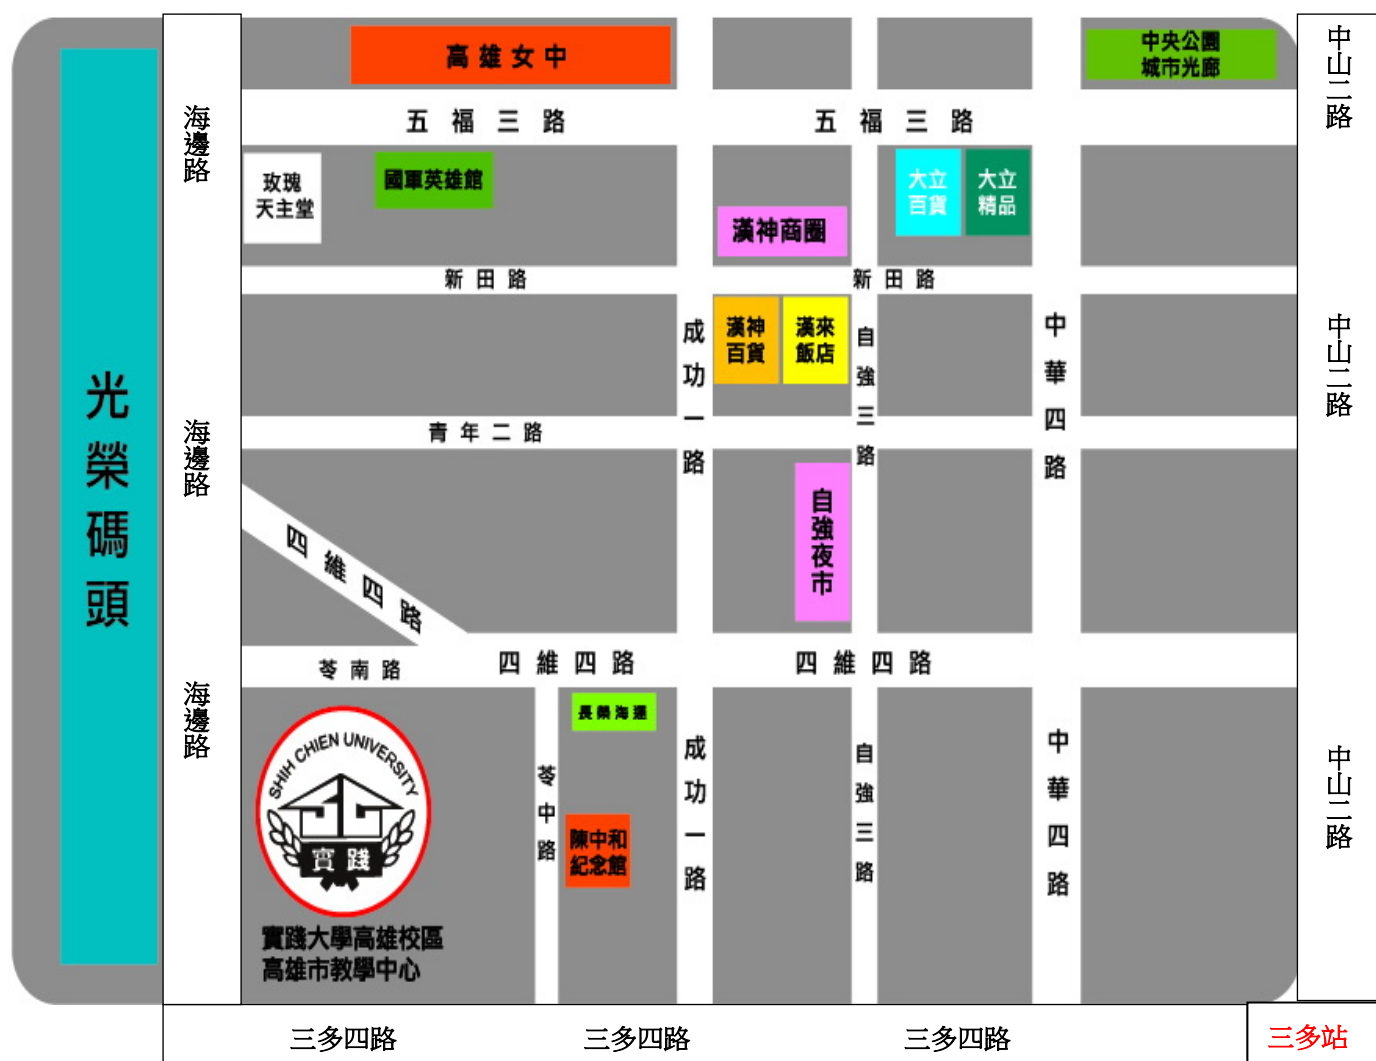 高雄女中
中央公園
城市光廊
中山二路
海邊路
五福三路
五福三路
玫瑰
天主堂
國軍英雄館
漢神商圈
大立
百貨
大立
精品
新田路
新田路
光榮碼頭
成功一路
漢神
百貨
漢來
飯店
自強三路
中華四路
中山二路
海邊路
青年二路
自強夜市
四維四路
海邊路
苓南路
四維四路
四維四路
SHIH CHIEN UNIVERSITY
實踐
實踐大學高雄校區
高雄市教學中心
苓中路
長榮海運
陳中和
紀念館
成功一路
自強三路
中華四路
中山二路
三多四路
三多四路
三多四路
三多站